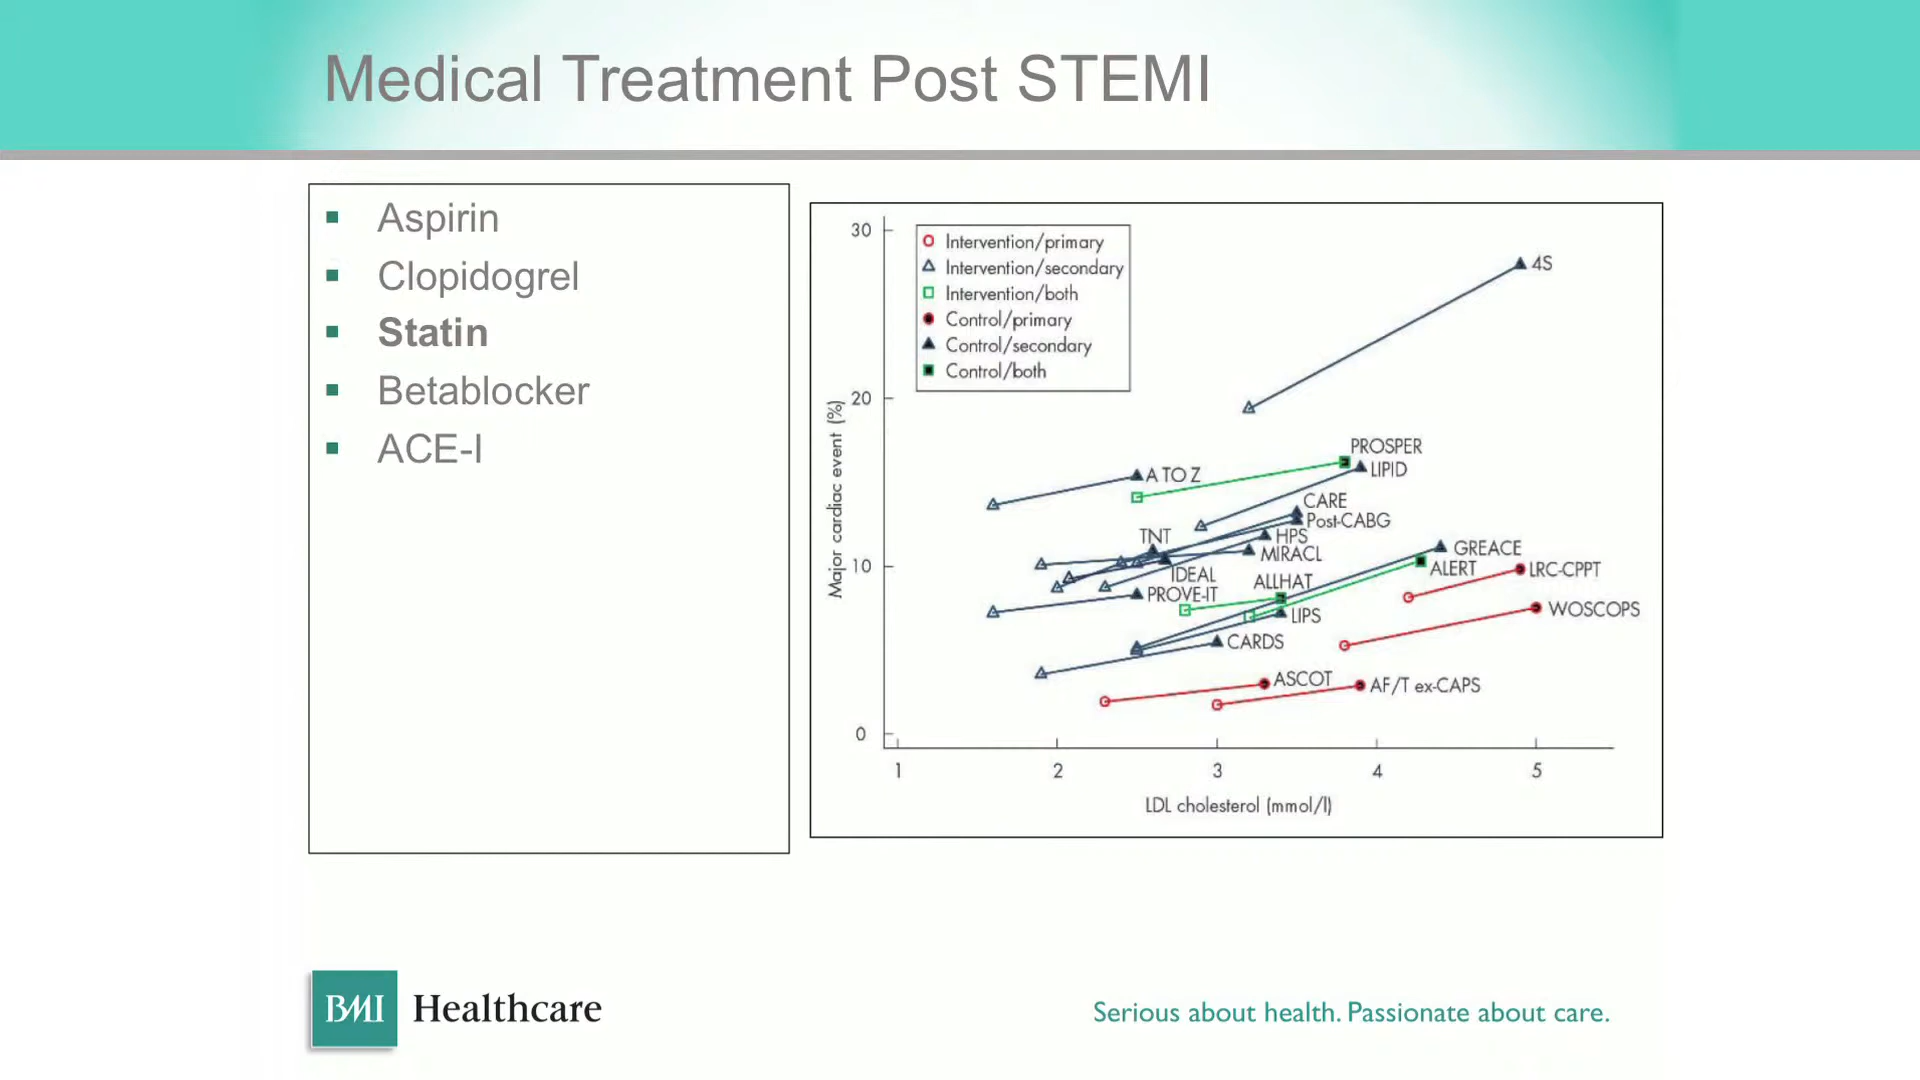 Medical Treatment Post STEMI
Aspirin
Clopidogrel
Statin
Betablocker
ACE-I
30
20
10
0
Major cardiac event (%)
Intervention/primary
Intervention/secondary
Intervention/both
Control/primary
Control/secondary
Control/both
4S
PROSPER
LIPID
A TO Z
CARE
Post-CABG
TNT
HPS
MIRACL
GREACE
IDEAL
ALLHAT
ALERT
LRC-CPPT
PROVE-IT
LIPS
WOSCOPS
CARDS
ASCOT
AF/T ex-CAPS
1 2 3 4 5
LDL cholesterol (mmol/l)
BMI Healthcare
Serious about health. Passionate about care.